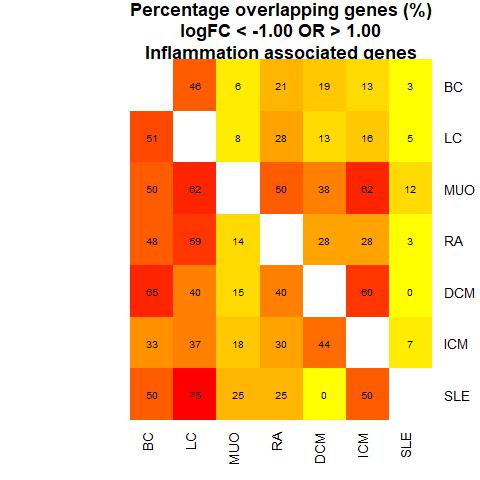 Percentage overlapping genes (%)
logFC < -1.00 OR > 1.00
Inflammation associated genes
46 6 21 19 13 3 BC
51 8 28 13 16 5 LC
50 62 50 38 62 12 MUO
48 59 14 28 28 3 RA
65 40 15 40 60 0 DCM
33 37 18 30 44 7 ICM
50 75 25 25 0 50 SLE
BC LC MUO RA DCM ICM SLE